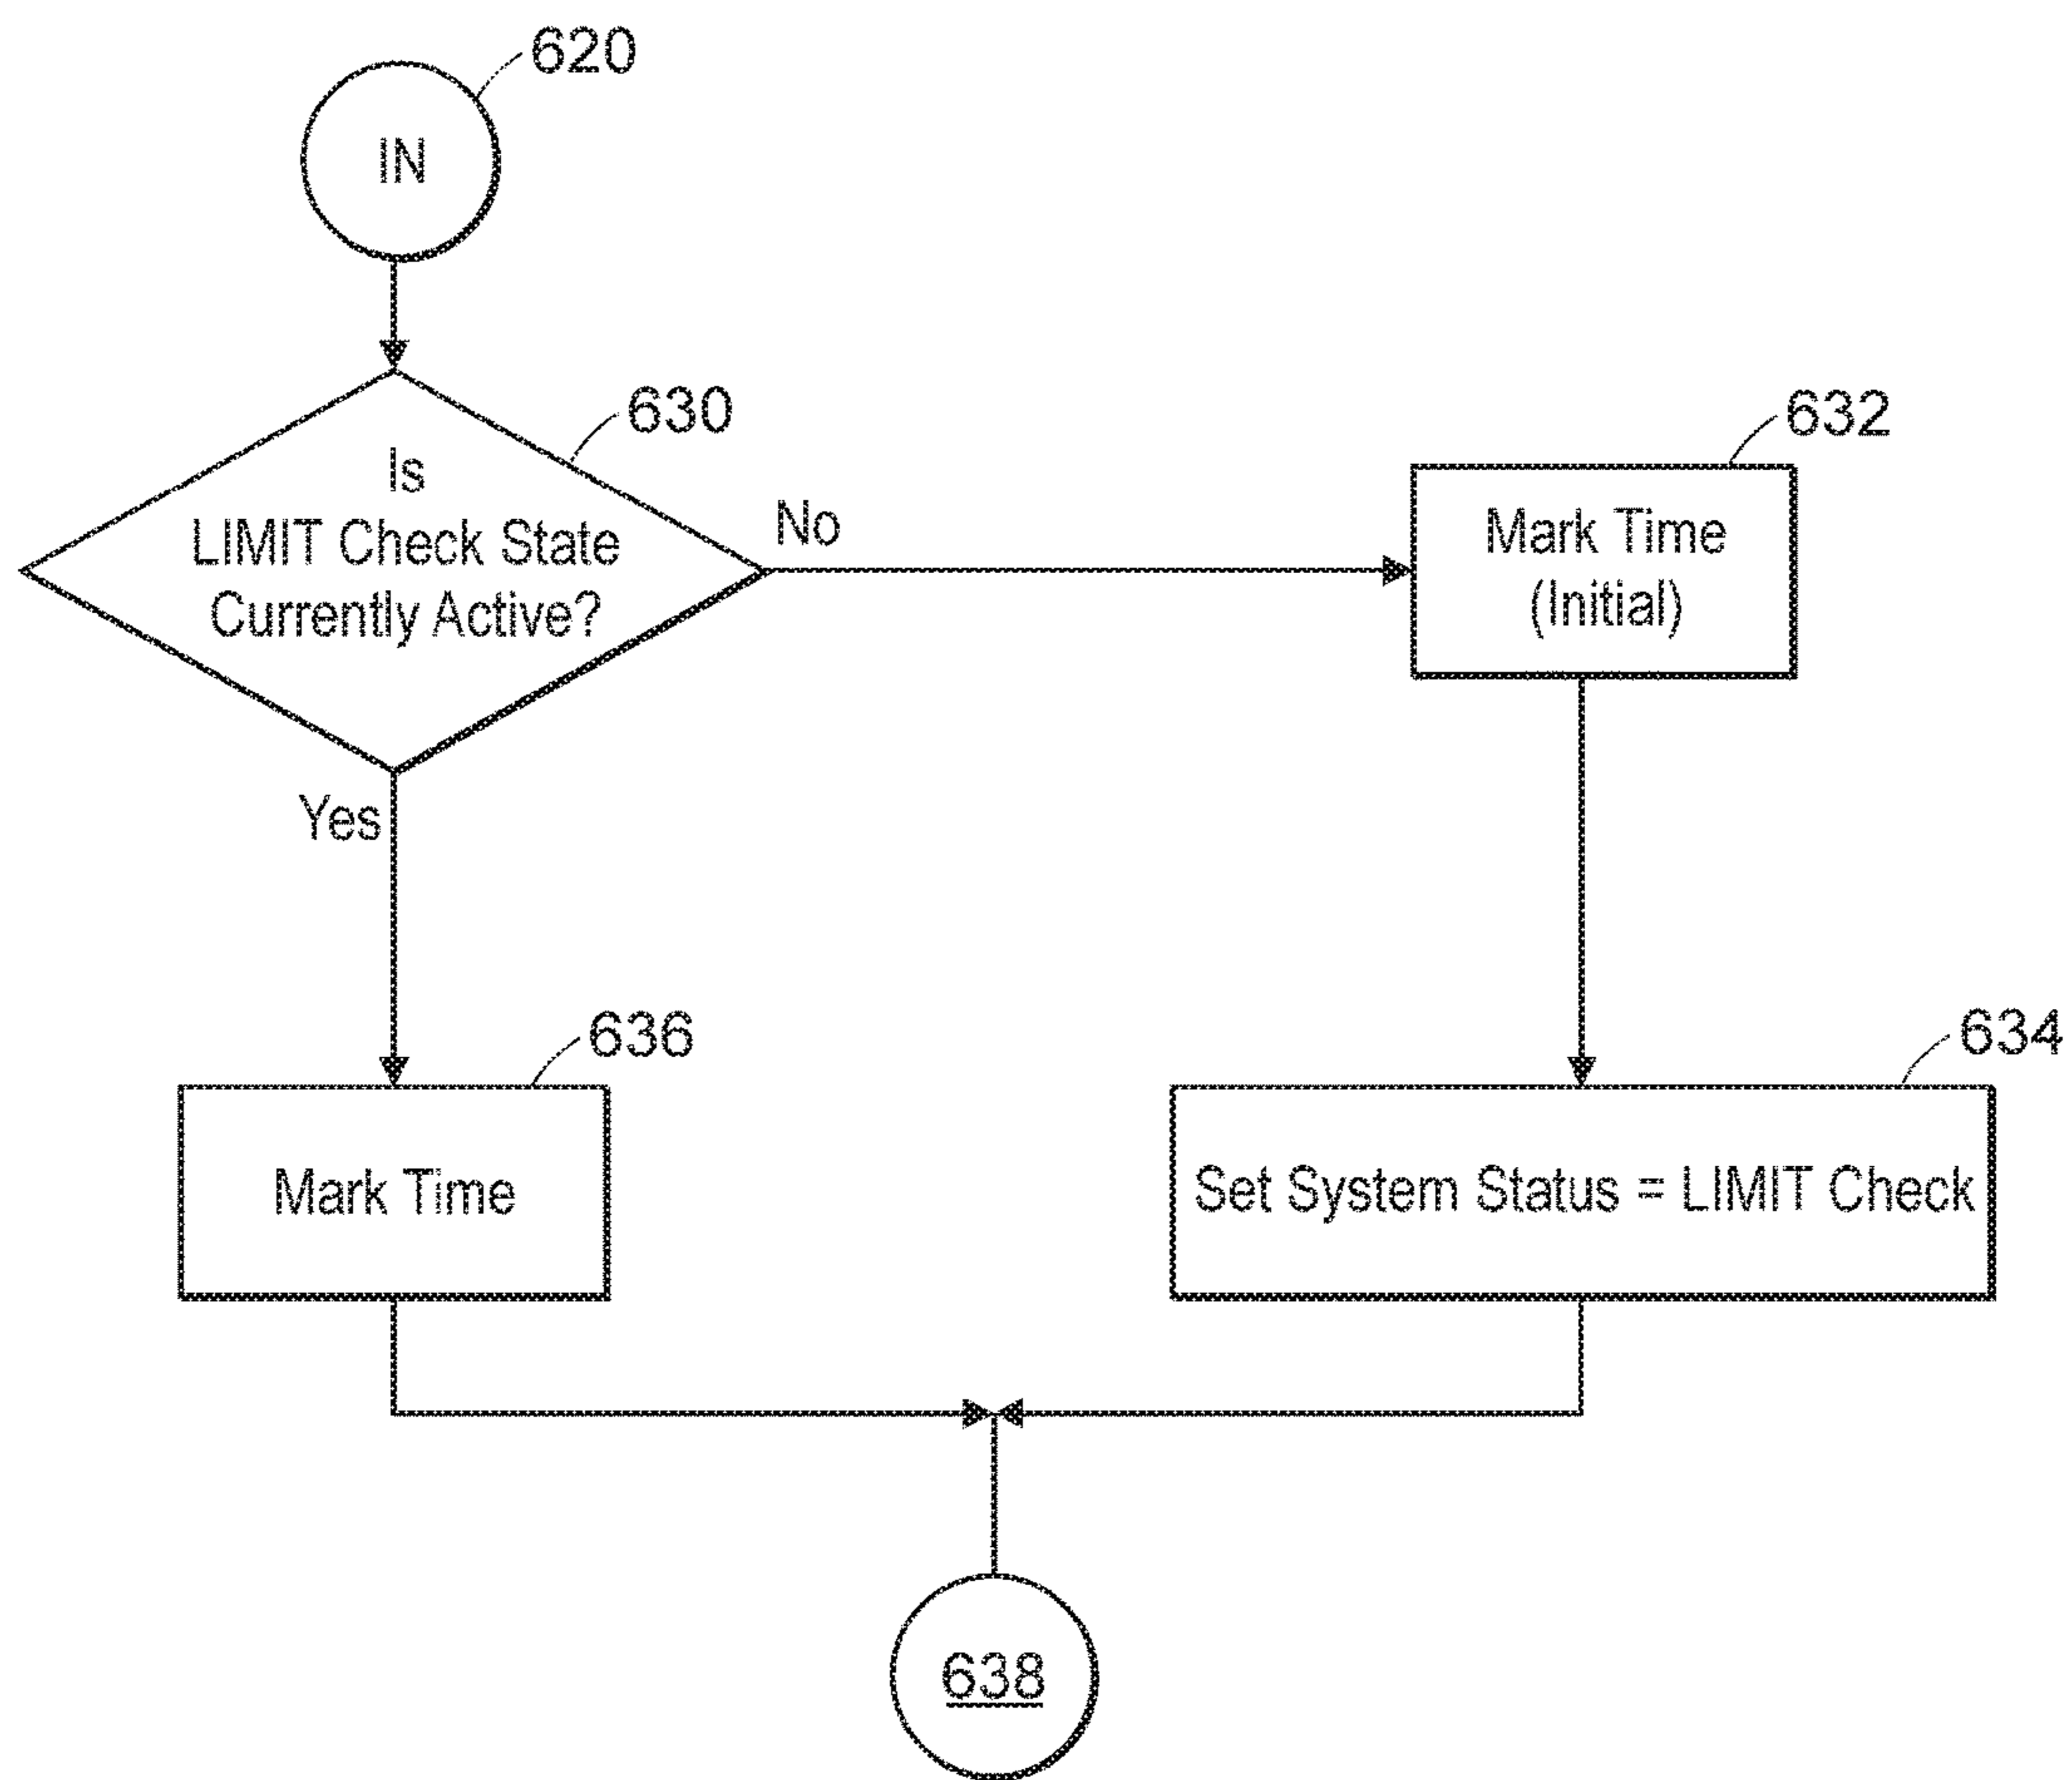 620
IN
630
Is
LIMIT Check State
Currently Active?
No
632
Mark Time
(Initial)
Yes
636
Mark Time
634
Set System Status = LIMIT Check
638